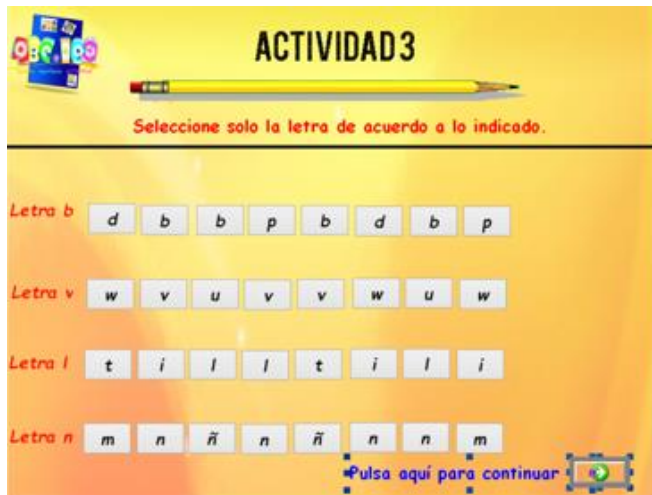 ACTIVIDAD 3
Seleccione solo la letra de acuerdo a lo indicado.
Letra b d b b p b d b p
Letra v w v u v v w u w
Letra l t i l l t i l i
Letra n m n ñ n ñ n n m
Pulsa aquí para continuar